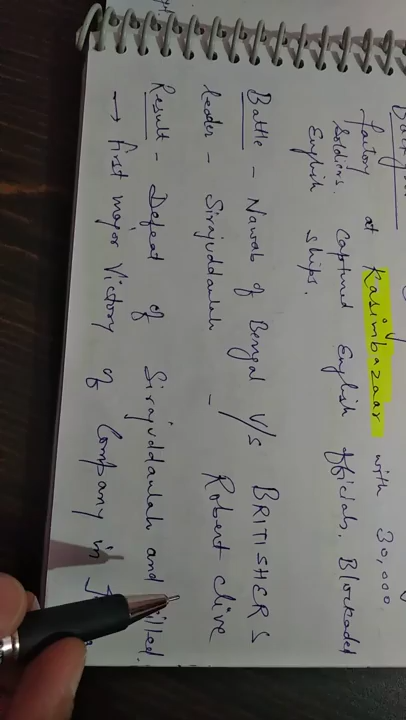 factory at Kasimbazaar with 30,000
Soldiers. Captured English officials. Blockaded
English ships.
Battle - Nawab of Bengal V/s BRITISHERS
leader - Sirajuddaulah - Robert clive
Result - Defeat of Sirajuddaulah and killed.
→ first major Victory of Company in